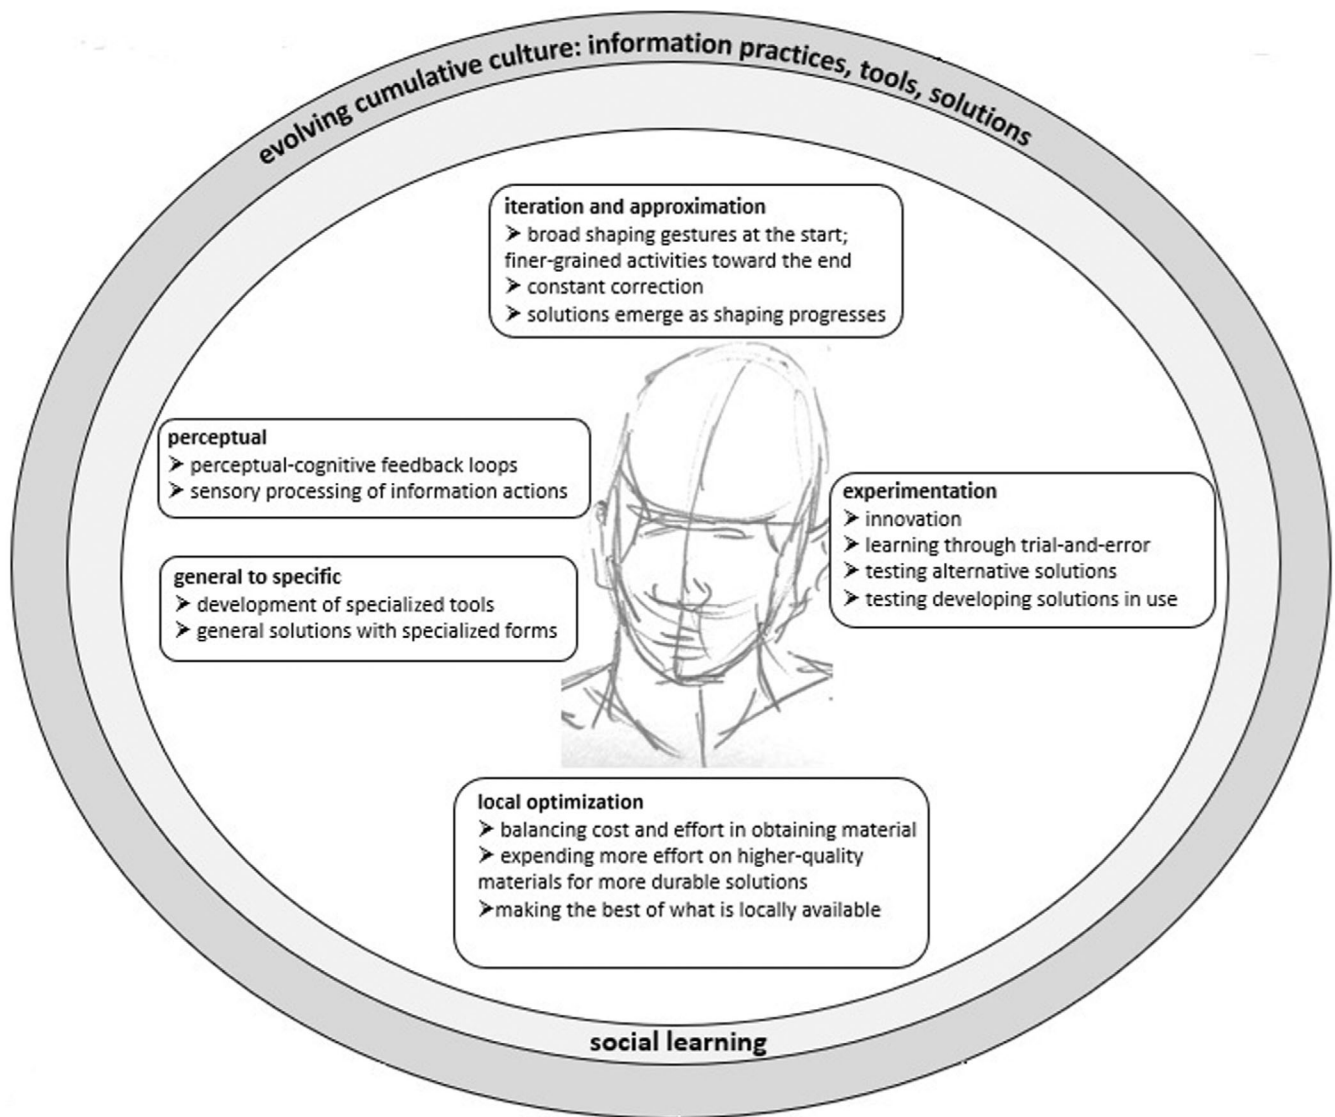 evolving cumulative culture: information practices, tools, solutions
iteration and approximation
➤ broad shaping gestures at the start;
finer-grained activities toward the end
➤ constant correction
➤ solutions emerge as shaping progresses
perceptual
➤ perceptual-cognitive feedback loops
➤ sensory processing of information actions
experimentation
➤ innovation
➤ learning through trial-and-error
➤ testing alternative solutions
➤ testing developing solutions in use
general to specific
➤ development of specialized tools
➤ general solutions with specialized forms
local optimization
➤ balancing cost and effort in obtaining material
➤ expending more effort on higher-quality
materials for more durable solutions
➤making the best of what is locally available
social learning